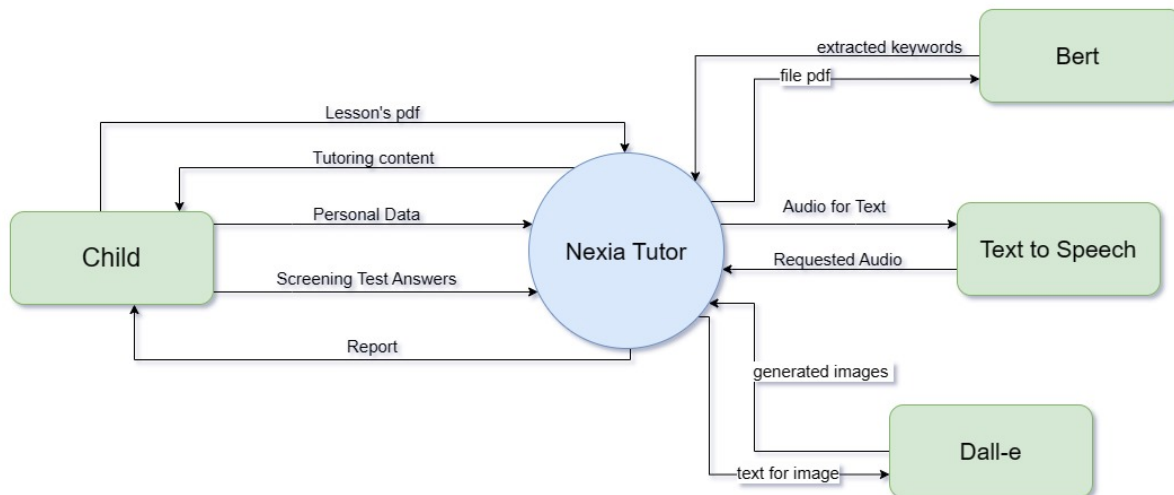 extracted keywords
Bert
file pdf
Lesson's pdf
Tutoring content
Personal Data
Audio for Text
Child
Nexia Tutor
Text to Speech
Requested Audio
Screening Test Answers
Report
generated images
Dall-e
text for image